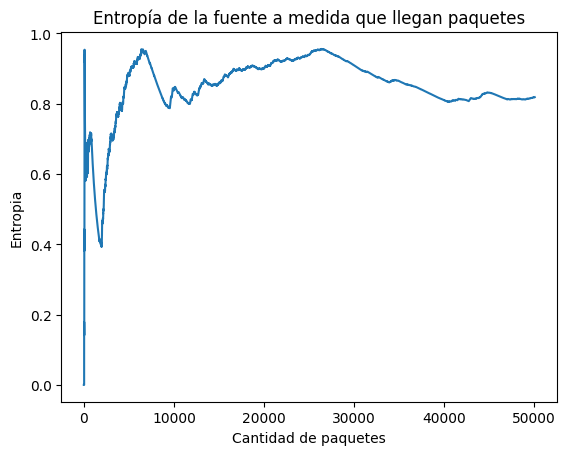 Entropía de la fuente a medida que llegan paquetes
Entropia
1.0
0.8
0.6
0.4
0.2
0.0
0 10000 20000 30000 40000 50000
Cantidad de paquetes